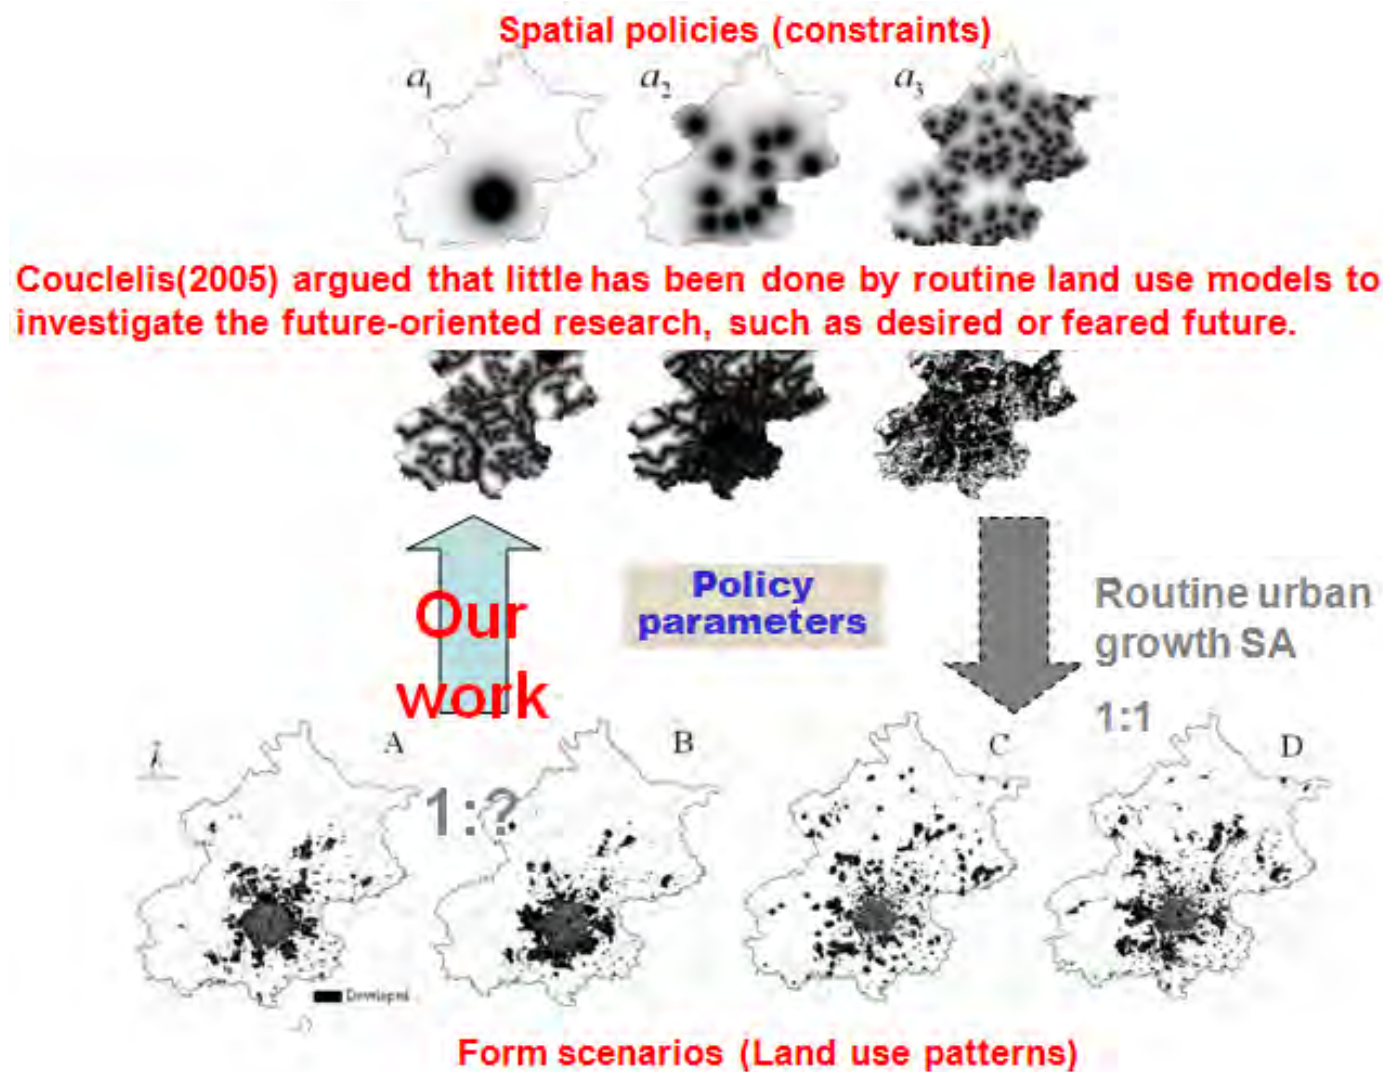 Spatial policies (constraints)
a1 a2 a3
Couclelis(2005) argued that little has been done by routine land use models to
investigate the future-oriented research, such as desired or feared future.
Our
work
Policy
parameters
Routine urban
growth SA
1:1
A B C D
1:?
Developed
Form scenarios (Land use patterns)